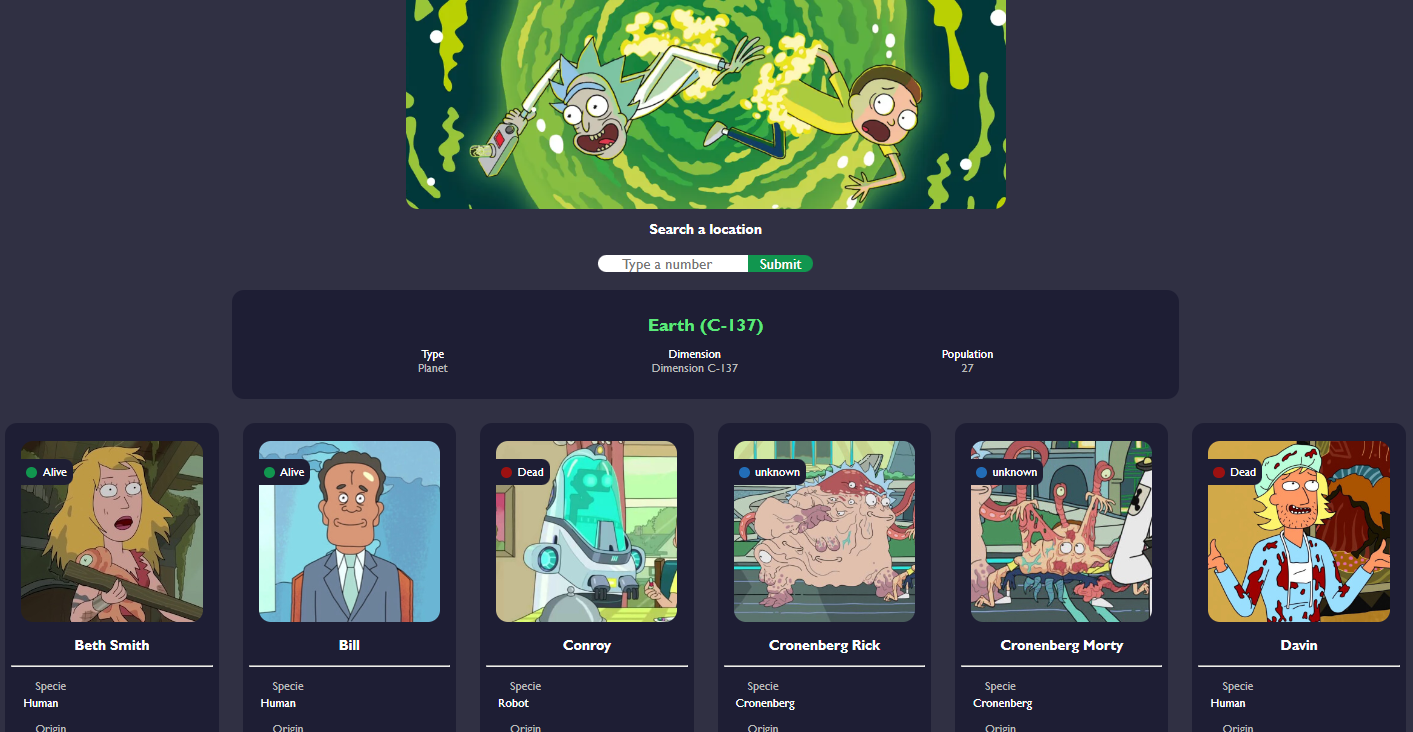 Search a location
Type a number Submit
Earth (C-137)
Type Dimension Population
Planet Dimension C-137 27
Alive Alive Dead unknown unknown Dead
Beth Smith Bill Conroy Cronenberg Rick Cronenberg Morty Davin
Specie Specie Specie Specie Specie Specie
Human Human Robot Cronenberg Cronenberg Human
Origin Origin Origin Origin Origin Origin